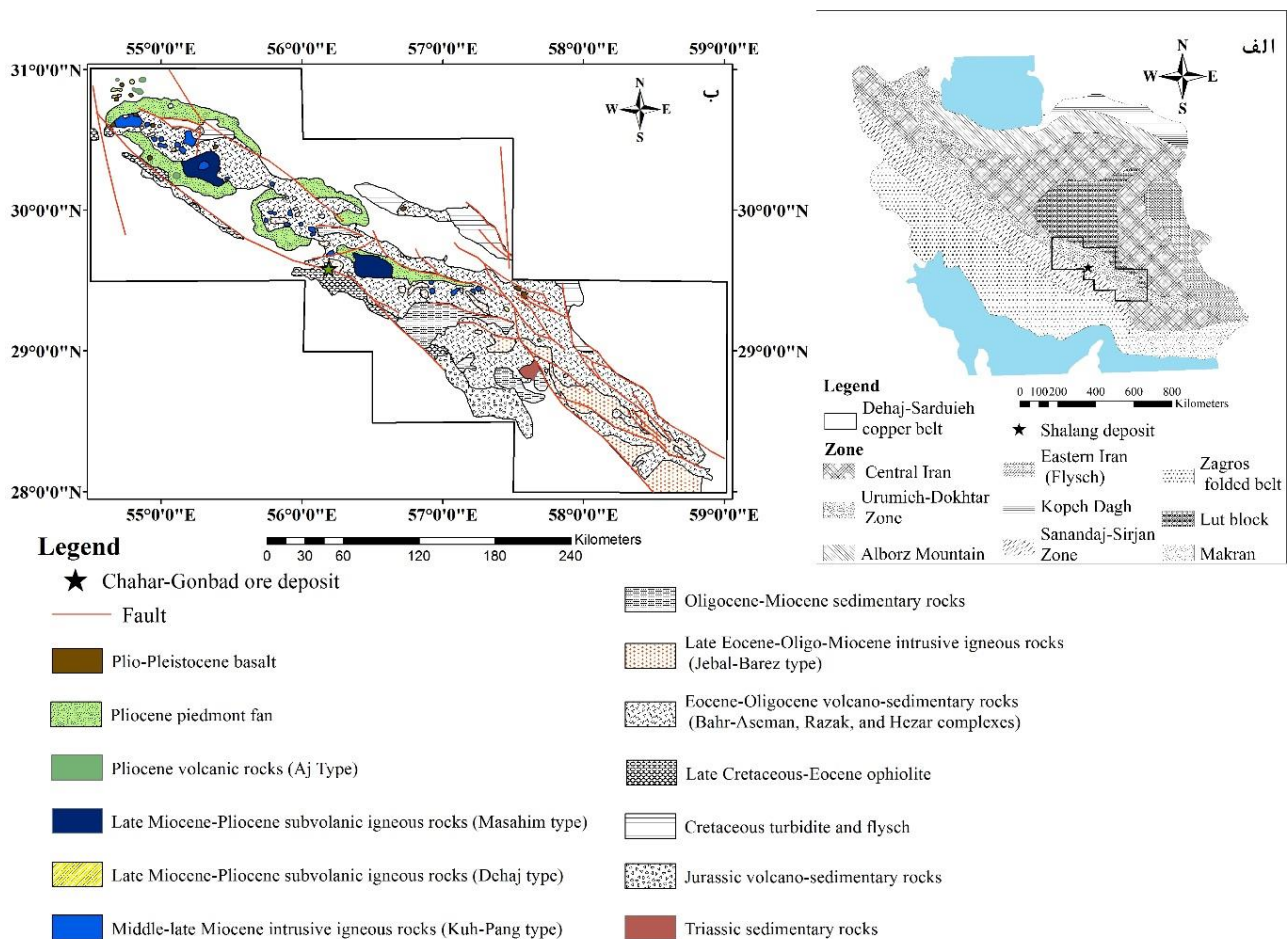 55°0'0"E 56°0'0"E 57°0'0"E 58°0'0"E 59°0'0"E
31°0'0"N
30°0'0"N
29°0'0"N
28°0'0"N
N
W E
S
ب
30°0'0"N
29°0'0"N
28°0'0"N
55°0'0"E 56°0'0"E 57°0'0"E 58°0'0"E 59°0'0"E
Kilometers
0 30 60 120 180 240
الف
N
W E
S
Legend
Dehaj-Sarduieh
copper belt
0 100 200 400 600 800
Kilometers
Shalang deposit
Zone
Central Iran
Urumieh-Dokhtar
Zone
Alborz Mountain
Eastern Iran
(Flysch)
Kopeh Dagh
Sanandaj-Sirjan
Zone
Zagros
folded belt
Lut block
Makran
Legend
Chahar-Gonbad ore deposit
Fault
Plio-Pleistocene basalt
Pliocene piedmont fan
Pliocene volcanic rocks (Aj Type)
Late Miocene-Pliocene subvolanic igneous rocks (Masahim type)
Late Miocene-Pliocene subvolanic igneous rocks (Dehaj type)
Middle-late Miocene intrusive igneous rocks (Kuh-Pang type)
Oligocene-Miocene sedimentary rocks
Late Eocene-Oligo-Miocene intrusive igneous rocks
(Jebal-Barez type)
Eocene-Oligocene volcano-sedimentary rocks
(Bahr-Aseman, Razak, and Hezar complexes)
Late Cretaceous-Eocene ophiolite
Cretaceous turbidite and flysch
Jurassic volcano-sedimentary rocks
Triassic sedimentary rocks